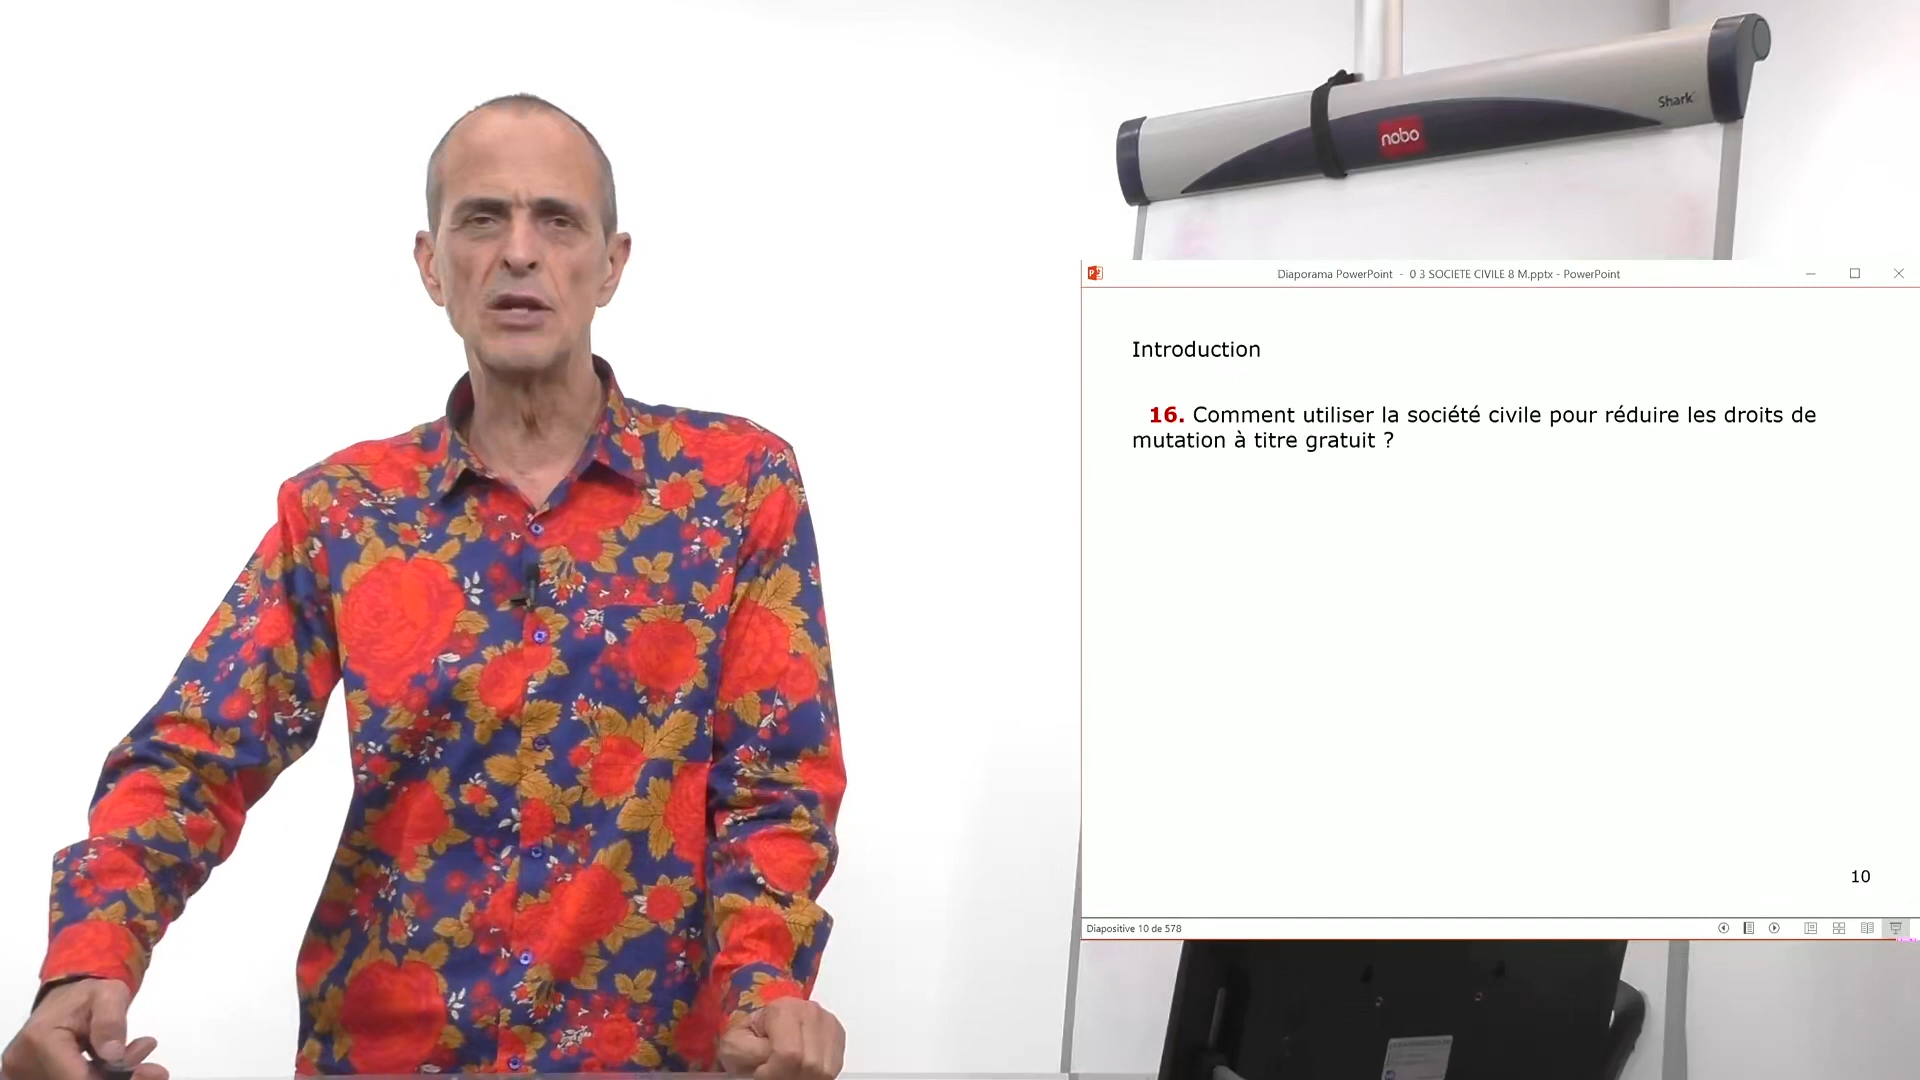 Shark
nobo
Diaporama PowerPoint - 0 3 SOCIETE CIVILE 8 M.pptx - PowerPoint
Introduction
16. Comment utiliser la société civile pour réduire les droits de
mutation à titre gratuit ?
10
Diapositive 10 de 578